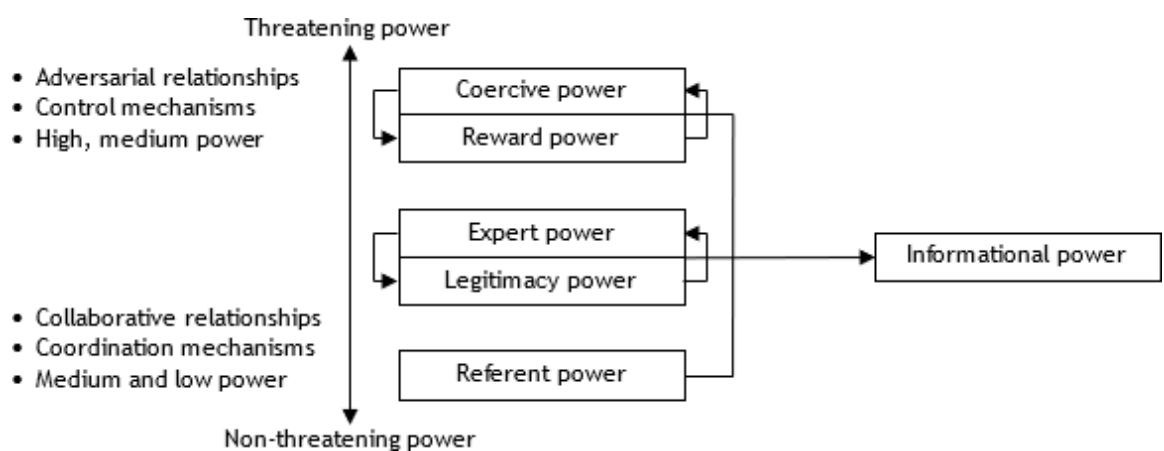 Threatening power
• Adversarial relationships
• Control mechanisms
• High, medium power
Coercive power
Reward power
Expert power
Legitimacy power
Informational power
• Collaborative relationships
• Coordination mechanisms
• Medium and low power
Referent power
Non-threatening power